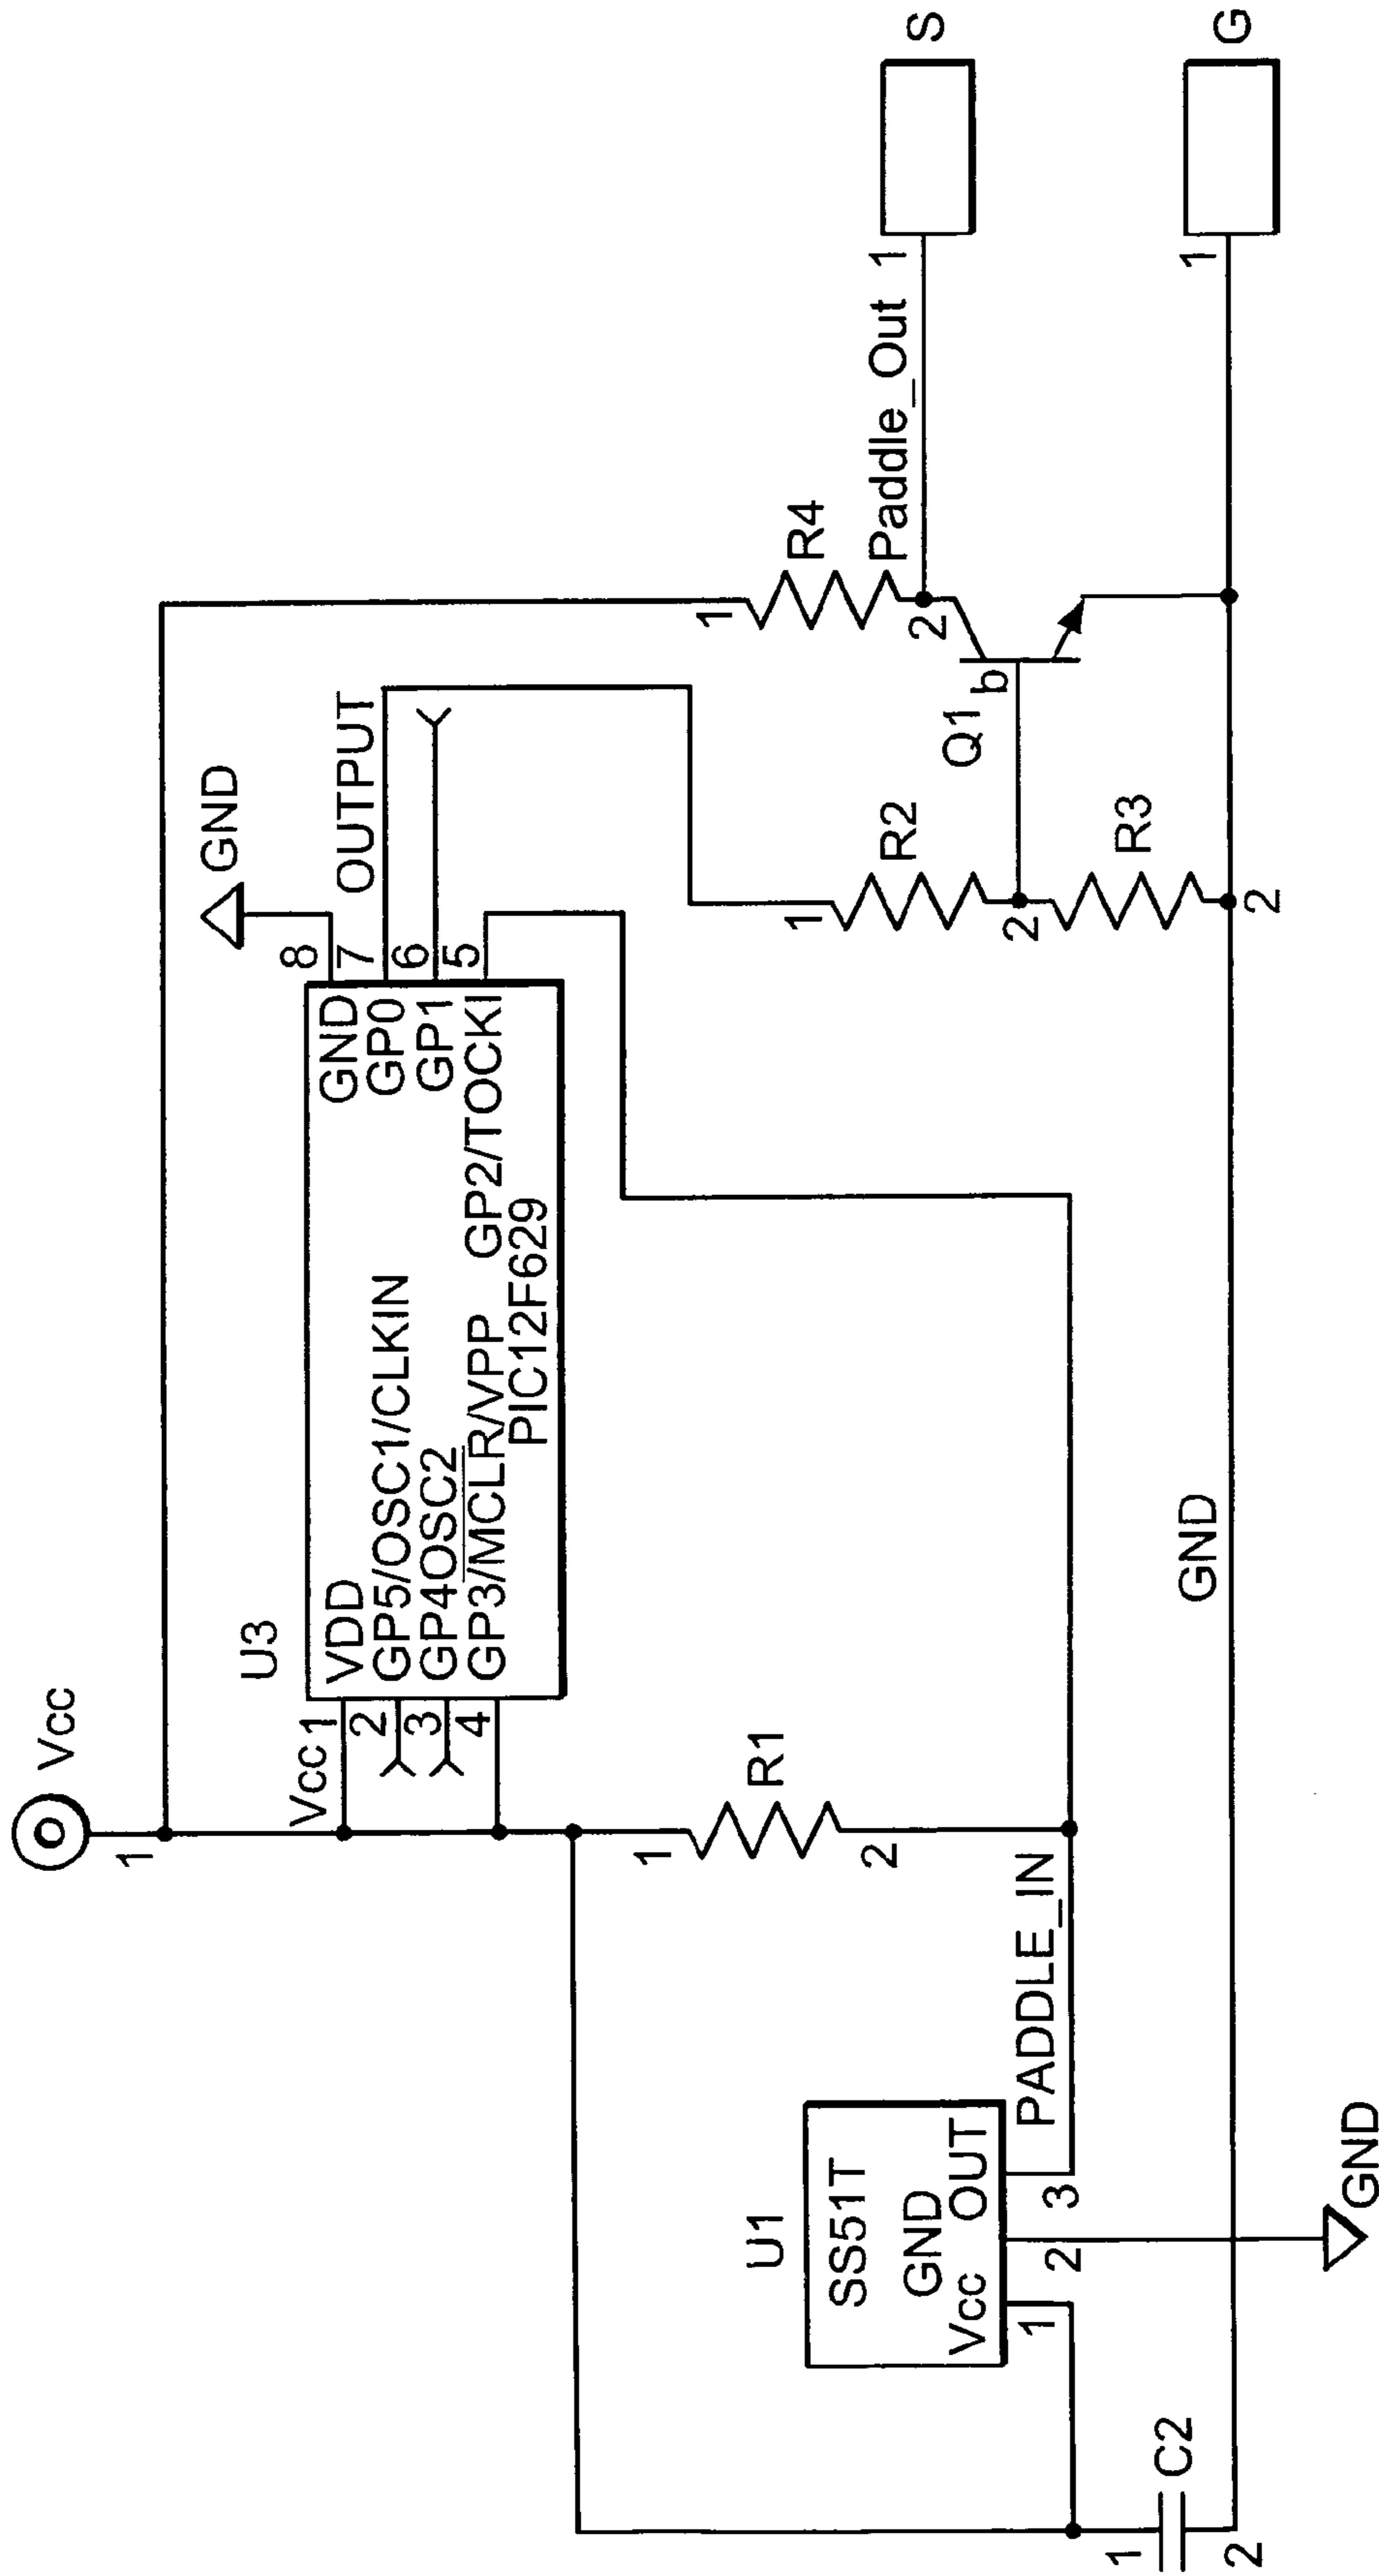 Vcc
1
U3
Vcc 1
2
3
4
VDD
GP5/OSC1/CLKIN
GP4OSC2
GP3/MCLR/VPP
PIC12F629
GND
GP0
GP1
GP2/TOCKI
8
7
6
5
GND
OUTPUT
1
R1
2
1
R4
2
Paddle_Out
1
S
1
R2
2
Q1
b
R3
2
1
G
U1
SS51T
GND
Vcc
OUT
1
2
3
PADDLE_IN
GND
1
C2
2
GND